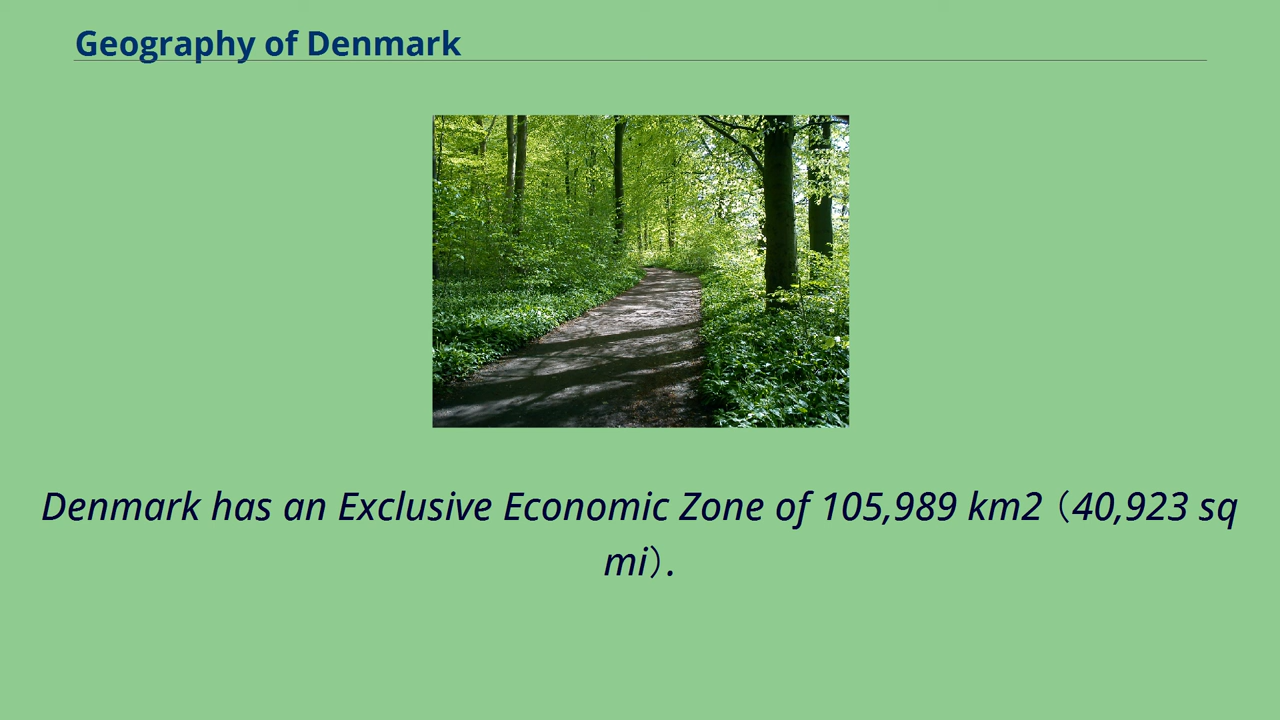 Geography of Denmark
Denmark has an Exclusive Economic Zone of 105,989 km2（40,923 sq
mi）.